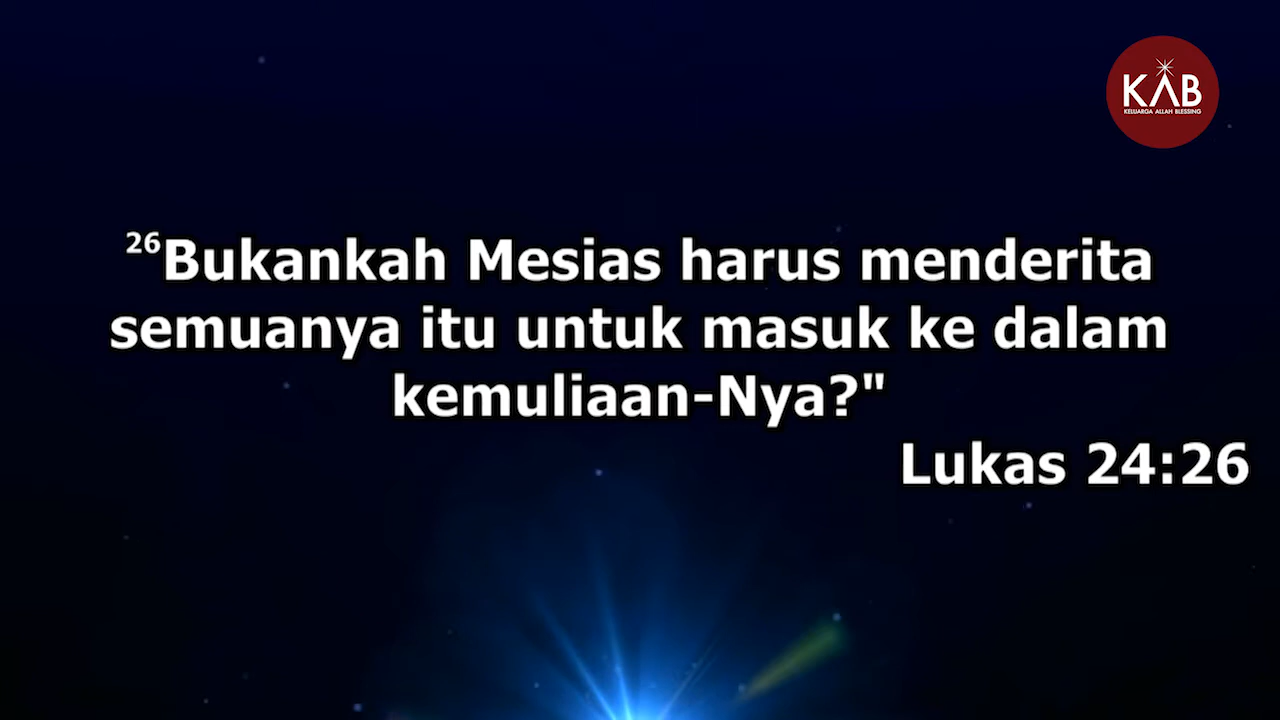 KAB
KELUARGA ALLAH BLESSING
26Bukankah Mesias harus menderita
semuanya itu untuk masuk ke dalam
kemuliaan-Nya?"
Lukas 24:26